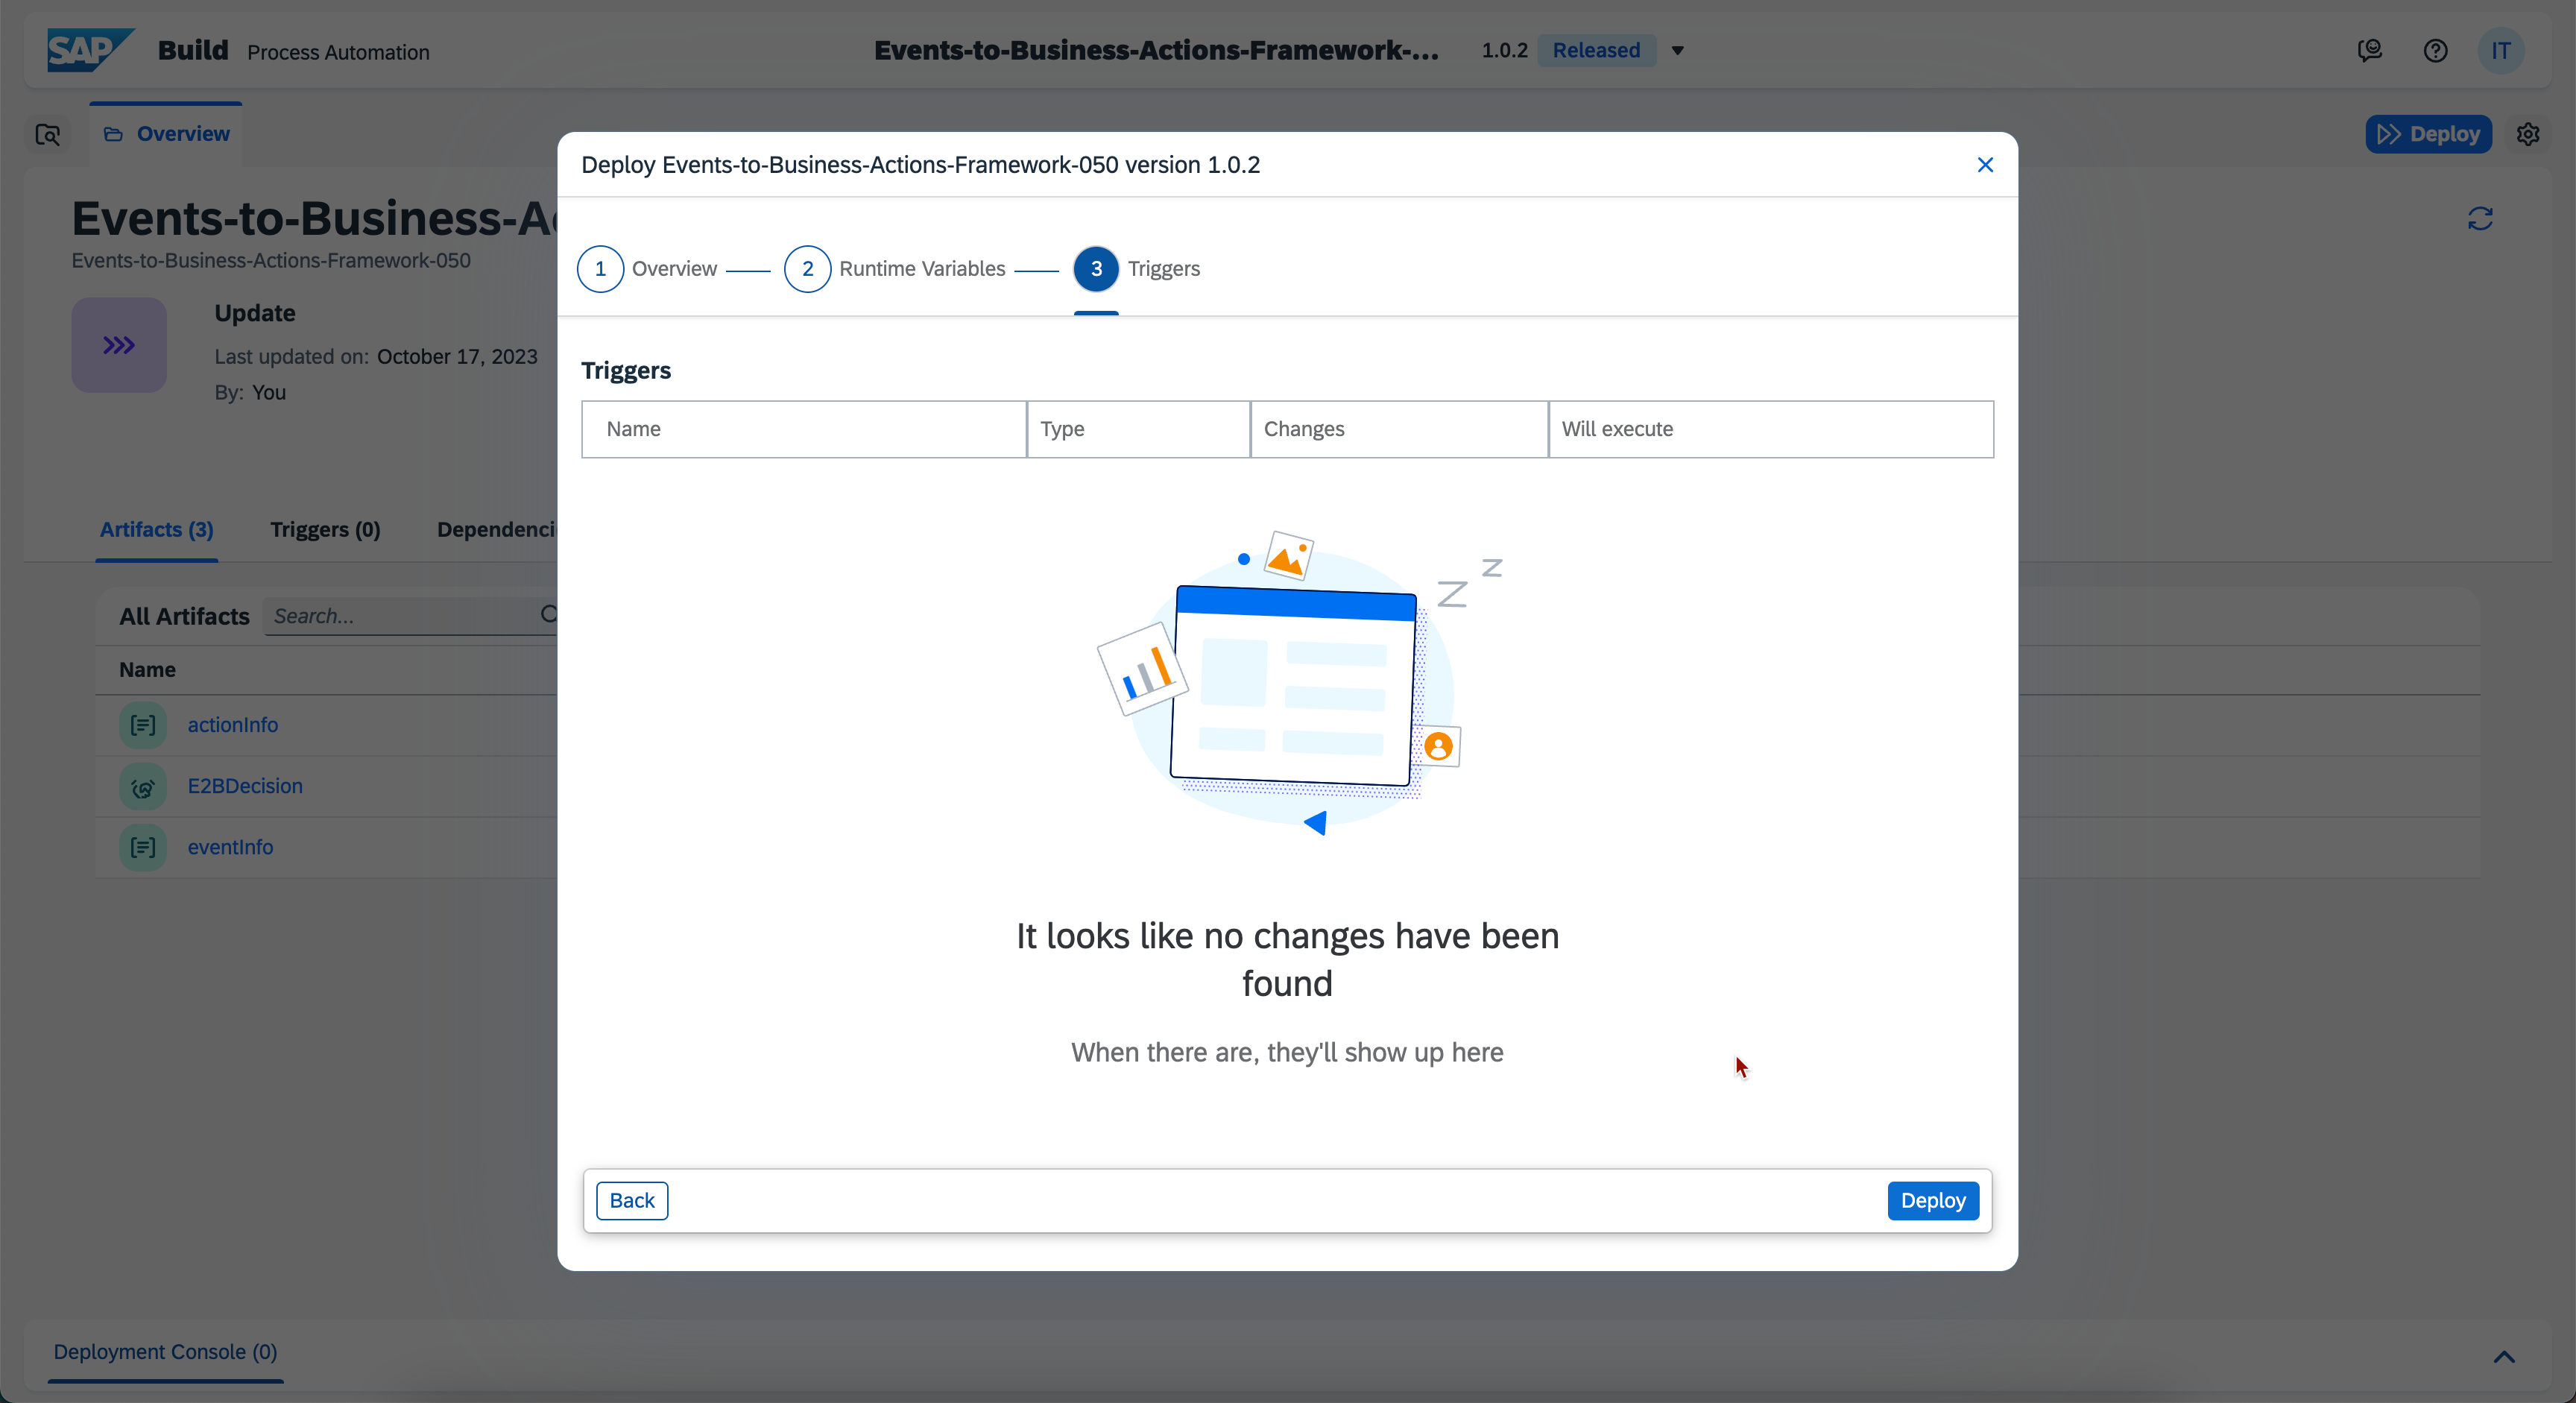 SAP Build Process Automation
Events-to-Business-Actions-Framework-... 1.0.2 Released
IT
Overview
Deploy
Events-to-Business-Ac
Events-to-Business-Actions-Framework-050
Update
Last updated on: October 17, 2023
By: You
Artifacts (3) Triggers (0) Dependenci
All Artifacts Search...
Name
actionInfo
E2BDecision
eventInfo
Deploy Events-to-Business-Actions-Framework-050 version 1.0.2
1 Overview 2 Runtime Variables 3 Triggers
Triggers
Name Type Changes Will execute
Z Z
It looks like no changes have been
found
When there are, they'll show up here
Back Deploy
Deployment Console (0)